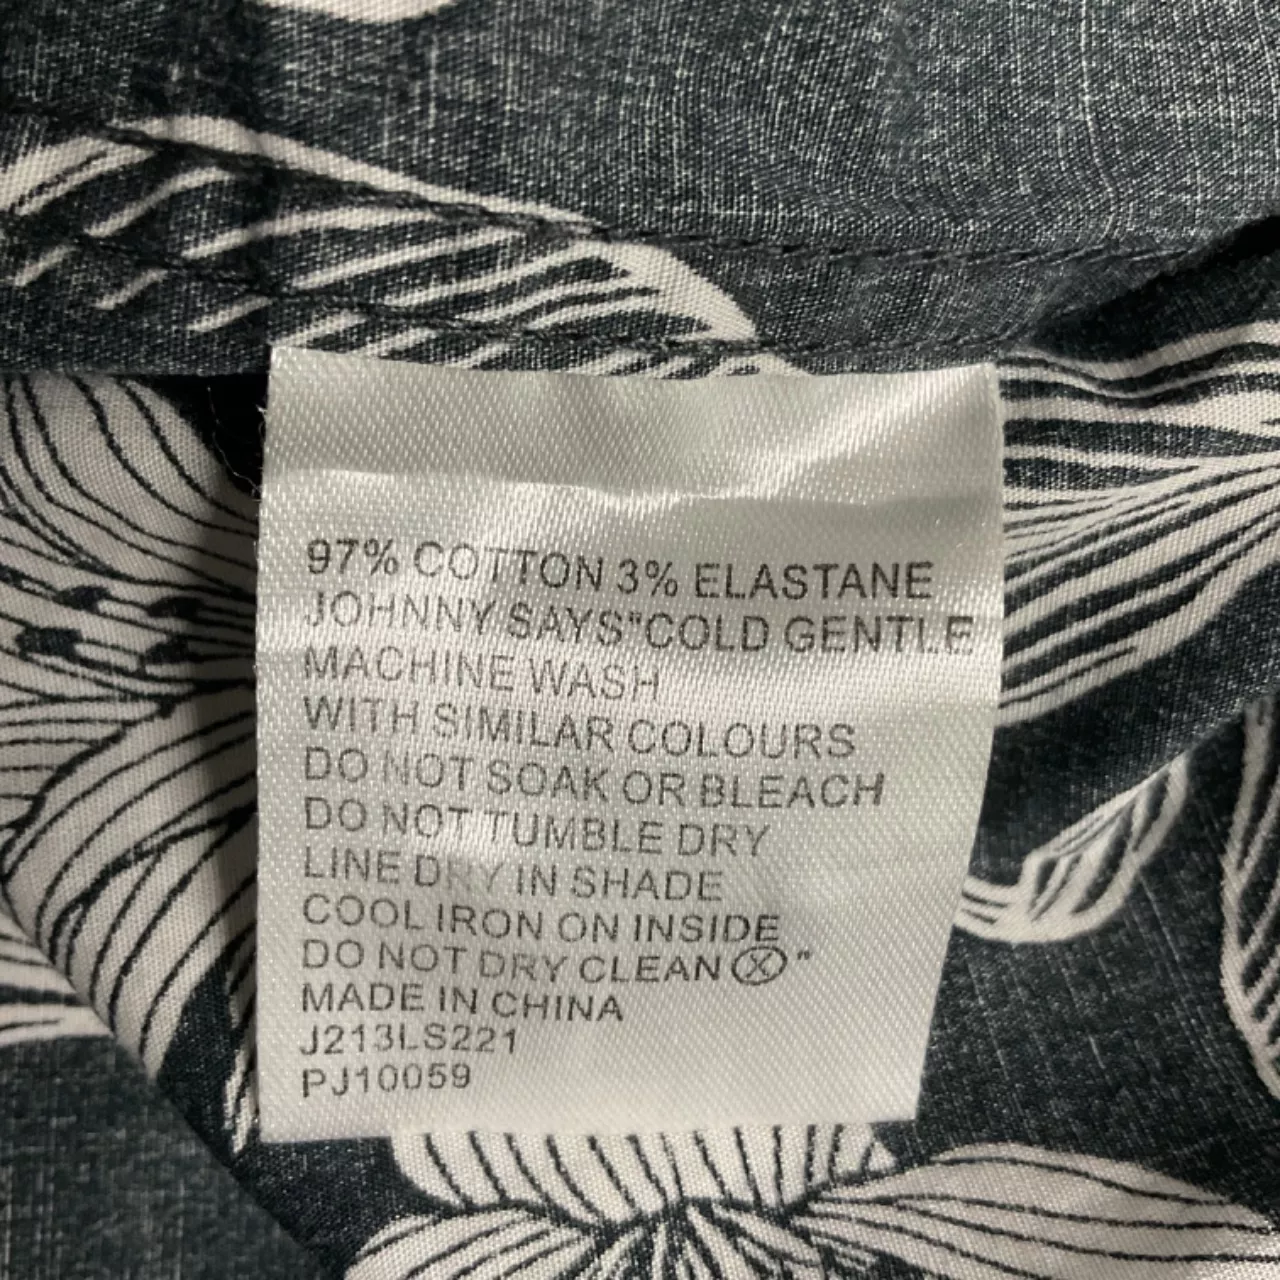 97% COTTON 3% ELASTANE
JOHNNY SAYS"COLD GENTLE
MACHINE WASH
WITH SIMILAR COLOURS
DO NOT SOAK OR BLEACH
DO NOT TUMBLE DRY
LINE DRY IN SHADE
COOL IRON ON INSIDE
DO NOT DRY CLEAN Ⓧ"
MADE IN CHINA
J213LS221
PJ10059